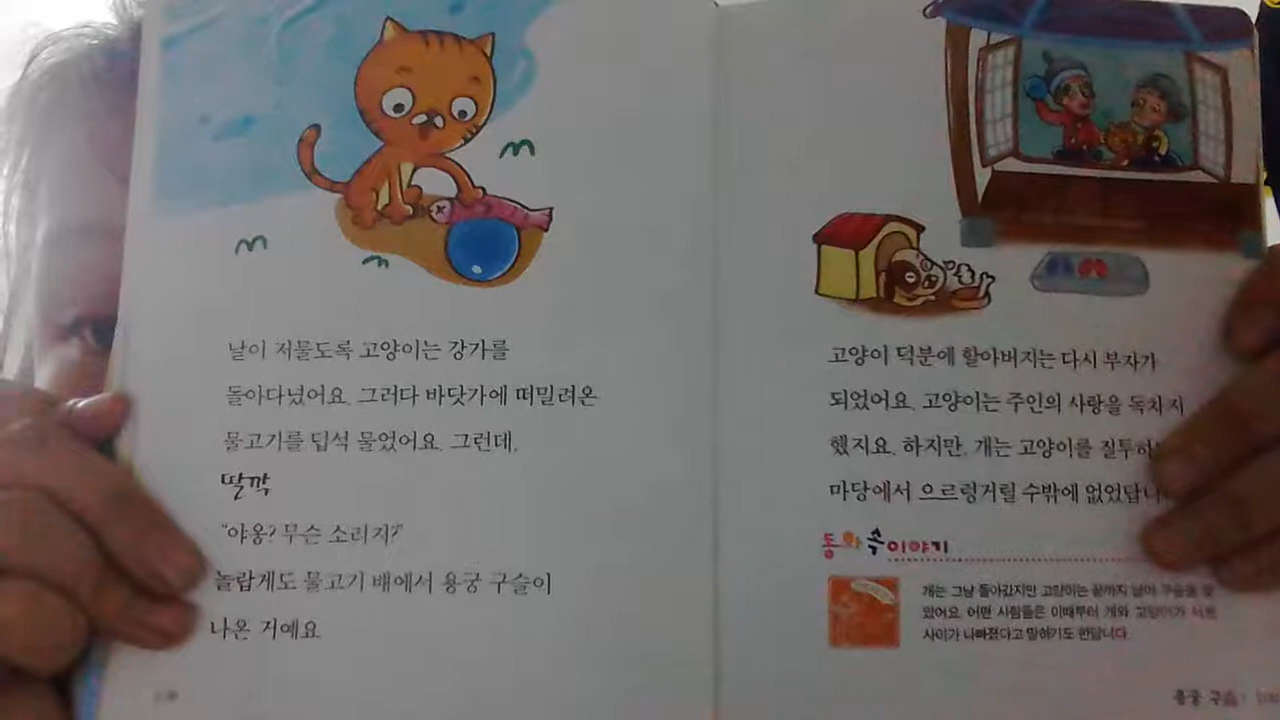 날이 저물도록 고양이는 강가를
돌아다녔어요. 그러다 바닷가에 떠밀려온
물고기를 덥석 물었어요. 그런데,
딸깍
"야옹? 무슨 소리지?"
놀랍게도 물고기 배에서 용궁 구슬이
나온 거예요.
고양이 덕분에 할아버지는 다시 부자가
되었어요. 고양이는 주인의 사랑을 독차지
했지요. 하지만, 개는 고양이를
마당에서 으르렁거릴 수밖에
동화 속 이야기
개는 그냥 돌아갔지만 고양이는 끝까지 남아 구슬을
았어요. 어떤 사람들은 이때부터 개와 고양이가 서로
사이가 나빠졌다고 말하기도 한답니다.
용궁 구슬